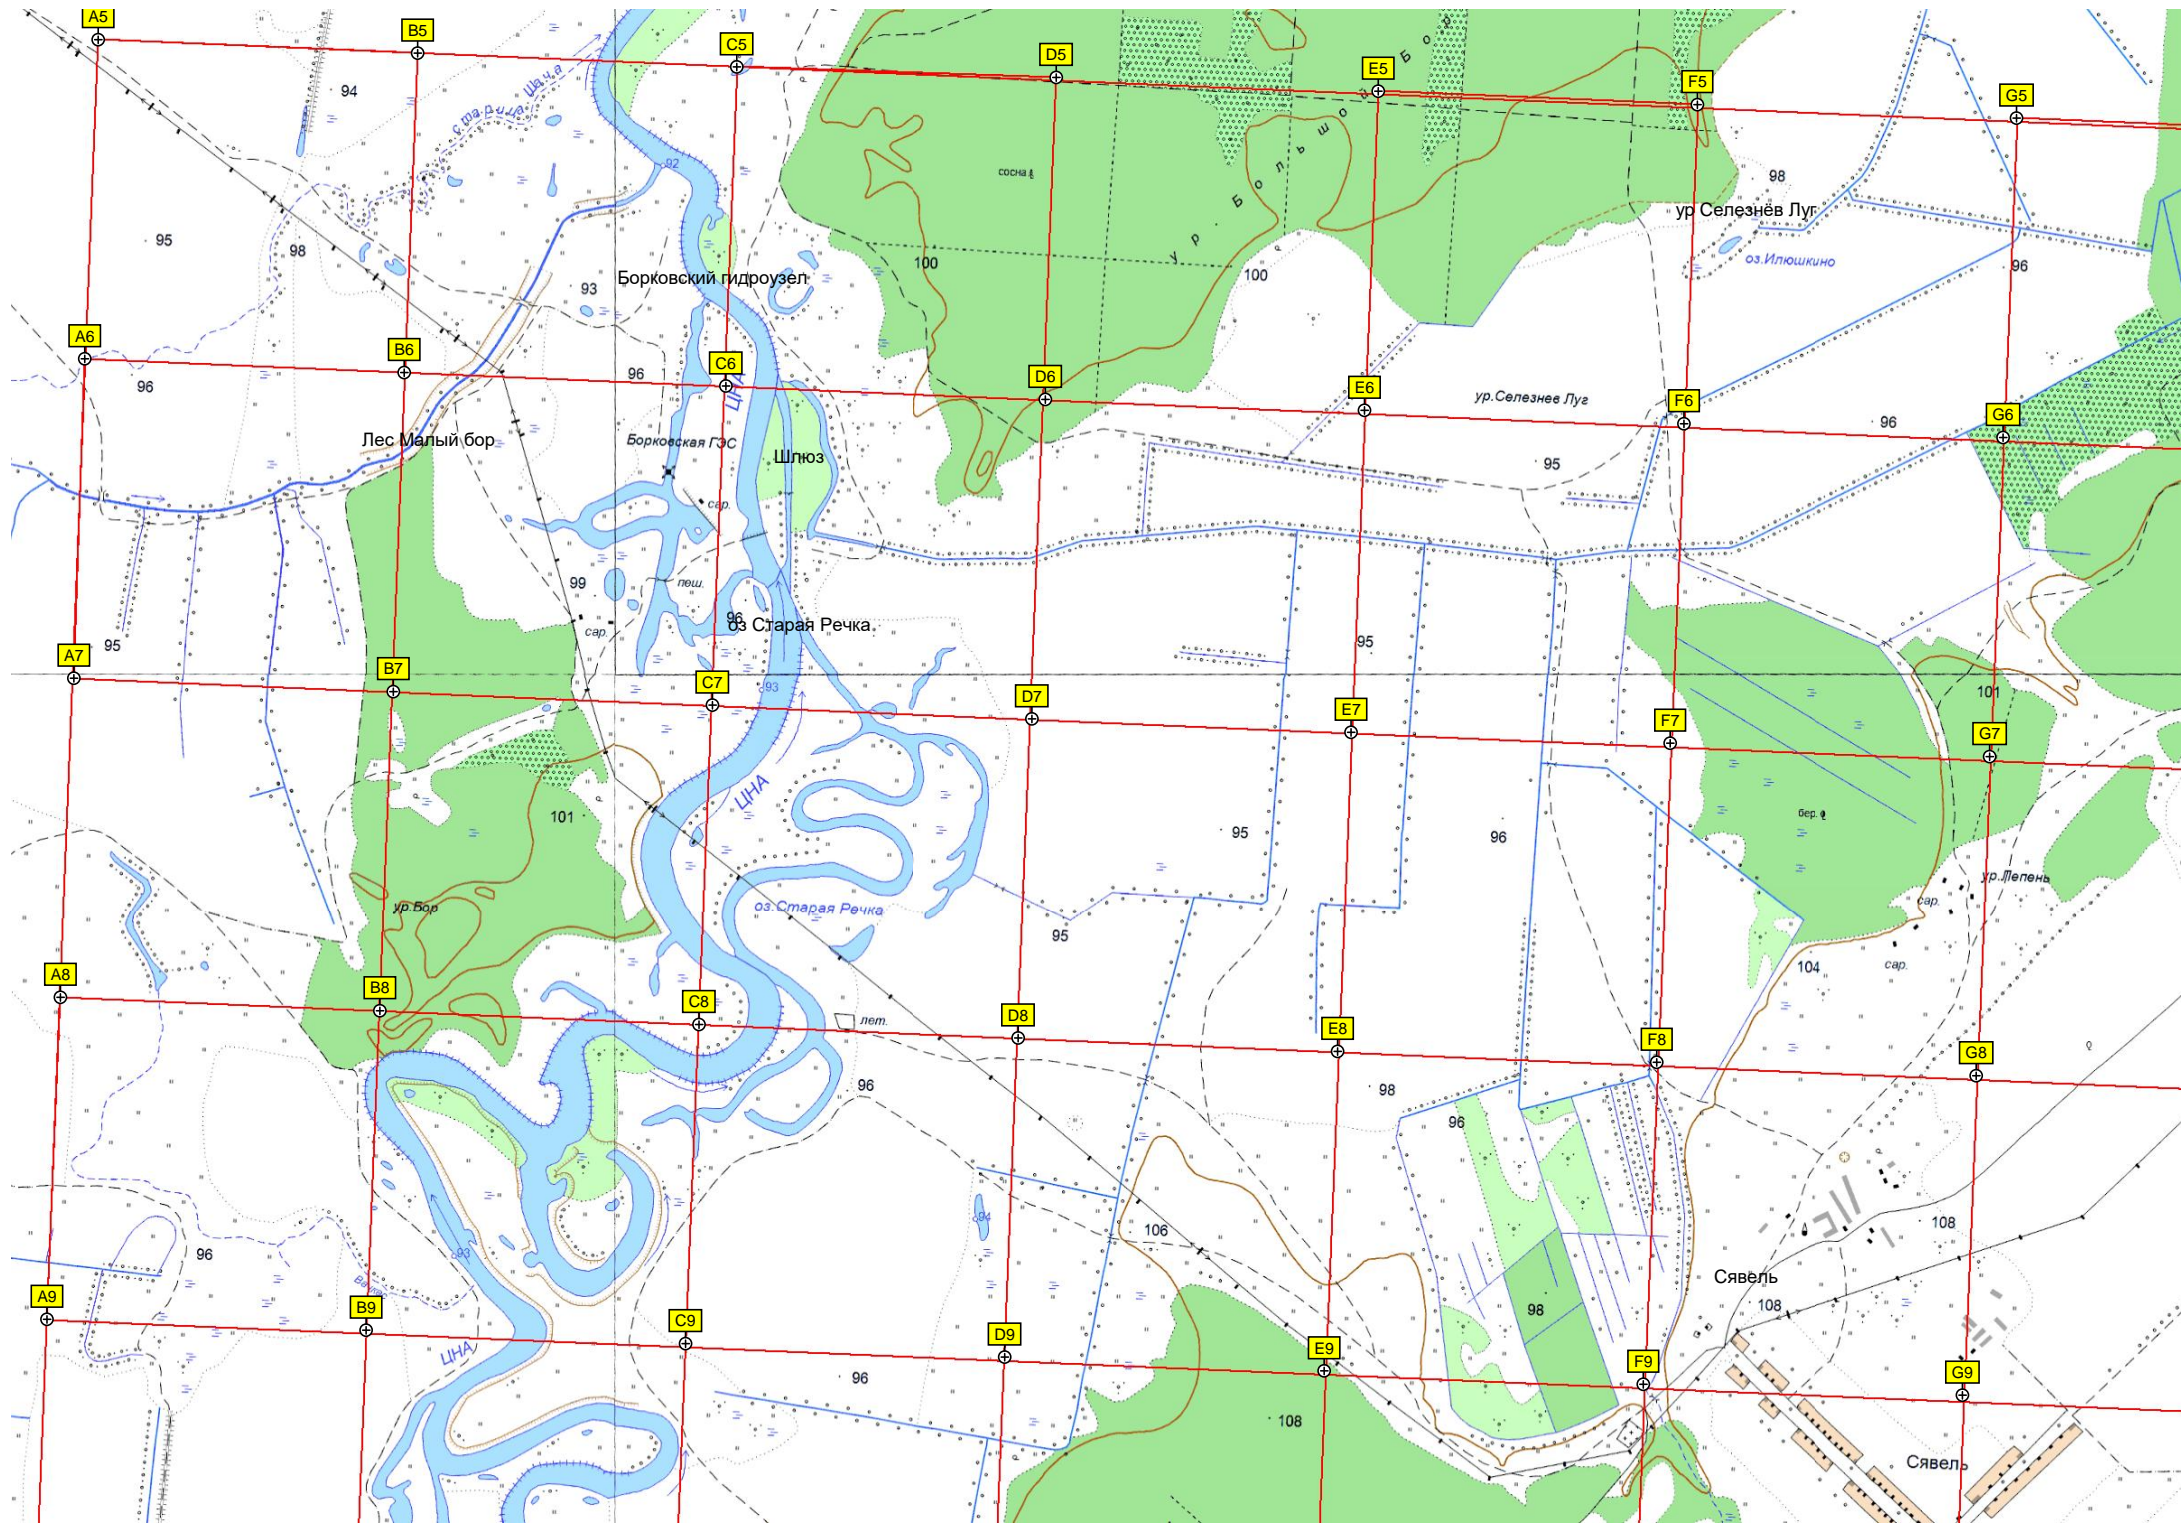 A5
B5
C5
D5
E5
F5
G5
94
старица Шача
92
сосна
ур. Большой Бор
98
ур Селезнёв Луг
оз.Илюшкино
95
98
93
Борковский гидроузел
100
100
96
A6
B6
C6
D6
E6
F6
G6
96
96
ЦНА
ур.Селезнев Луг
96
Лес Малый бор
Борковская ГЭС
Шлюз
95
сар.
99
пеш.
96
оз Старая Речка
сар.
95
95
A7
B7
C7
D7
E7
F7
G7
93
101
ЦНА
101
95
96
бер.
ур.Лепень
сар.
ур.Бор
оз.Старая Речка
95
сар.
104
A8
B8
C8
D8
E8
F8
G8
лет.
96
98
96
94
106
108
96
93
Сявель
108
98
A9
B9
C9
D9
E9
F9
G9
ЦНА
96
108
Сявель